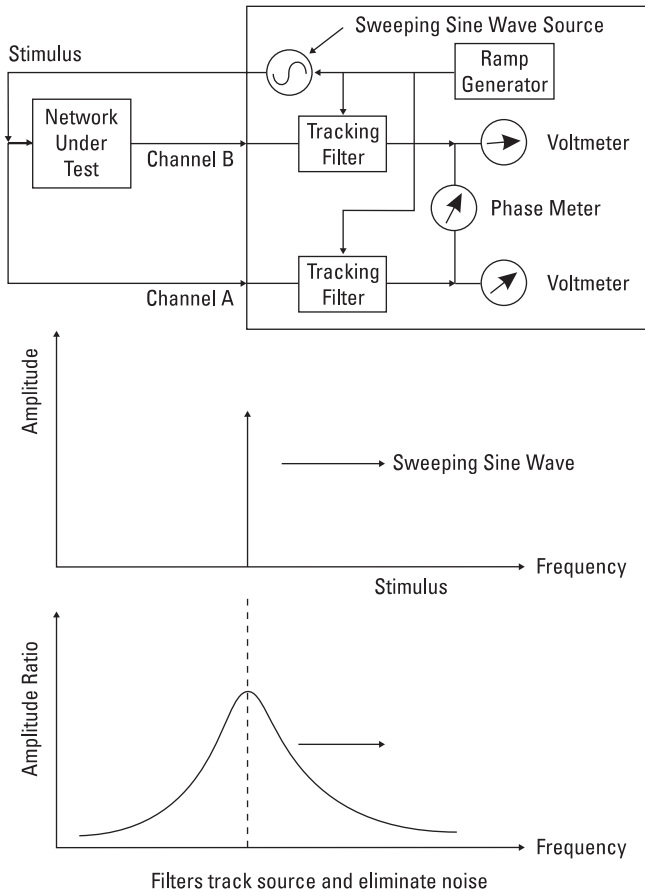 Sweeping Sine Wave Source
Stimulus
Ramp
Generator
Network
Under
Test
Channel B
Tracking
Filter
Voltmeter
Phase Meter
Channel A
Tracking
Filter
Voltmeter
Amplitude
Sweeping Sine Wave
Frequency
Stimulus
Amplitude Ratio
Frequency
Filters track source and eliminate noise